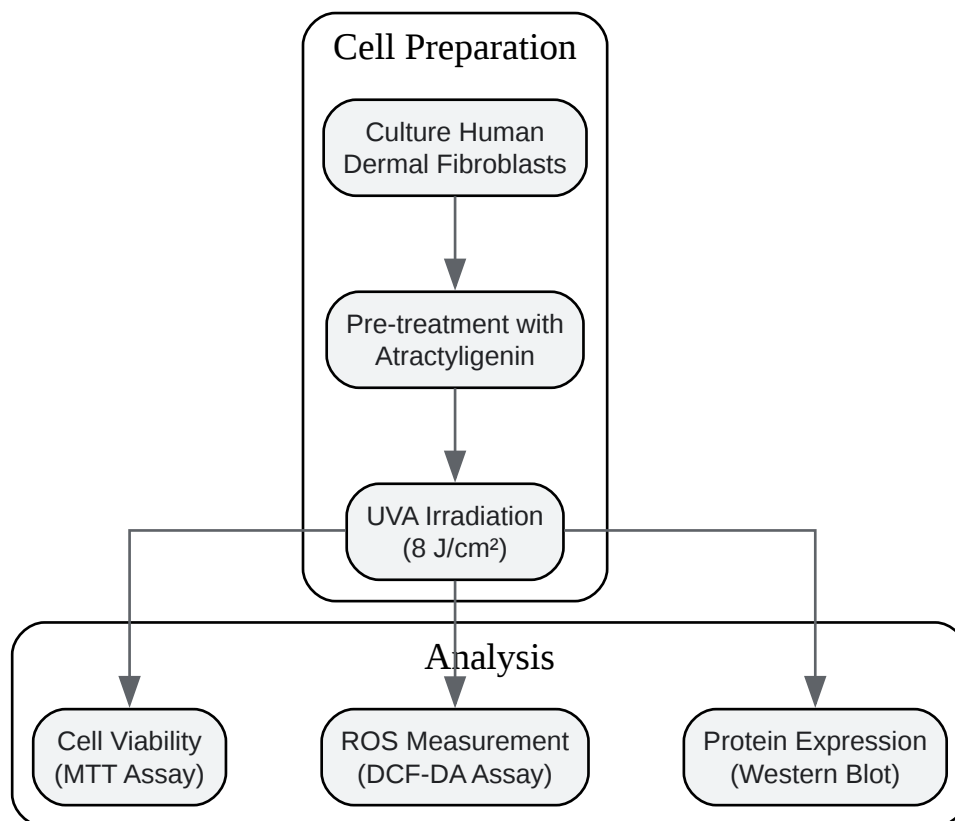 Cell Preparation
Culture Human
Dermal Fibroblasts
Pre-treatment with
Atractyligenin
UVA Irradiation
(8 J/cm²)
Analysis
Cell Viability
(MTT Assay)
ROS Measurement
(DCF-DA Assay)
Protein Expression
(Western Blot)